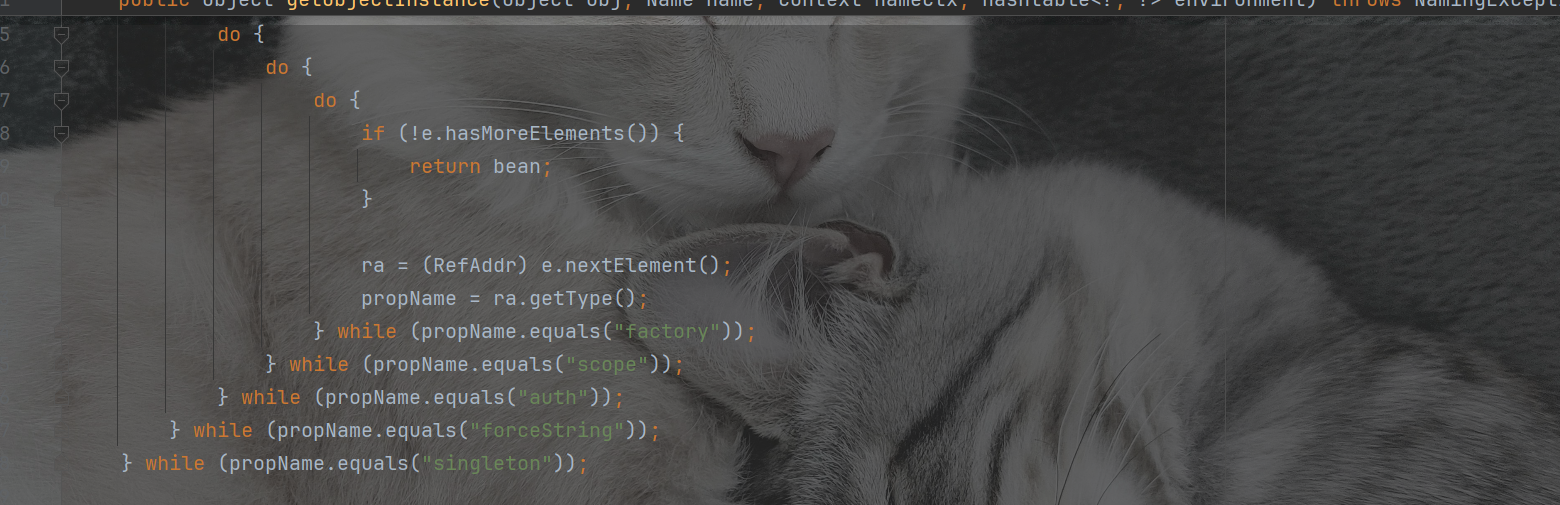 public Object getObjectInstance(Object obj, Name name, Context nameCtx, Hashtable<?, ?> environment) throws NamingExcepti
5 do {
6 do {
7 do {
8 if (!e.hasMoreElements()) {
9 return bean;
0 }
ra = (RefAddr) e.nextElement();
propName = ra.getType();
} while (propName.equals("factory"));
} while (propName.equals("scope"));
} while (propName.equals("auth"));
} while (propName.equals("forceString"));
} while (propName.equals("singleton"));